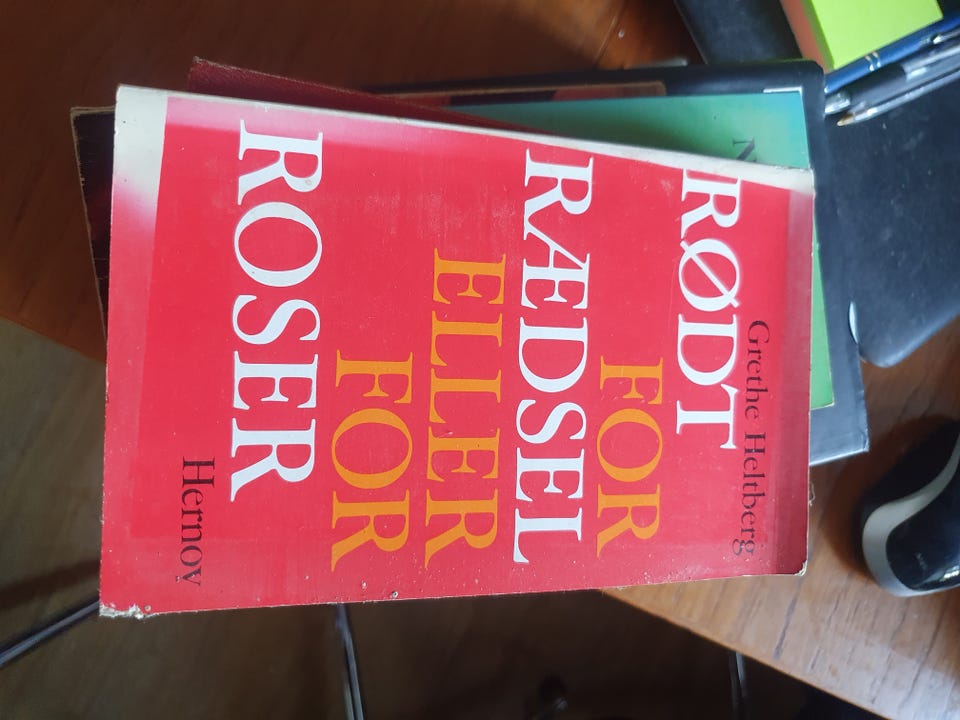 Grethe Heltberg
RØDT
FOR
RÆDSEL
ELLER
FOR
ROSER
Hernov